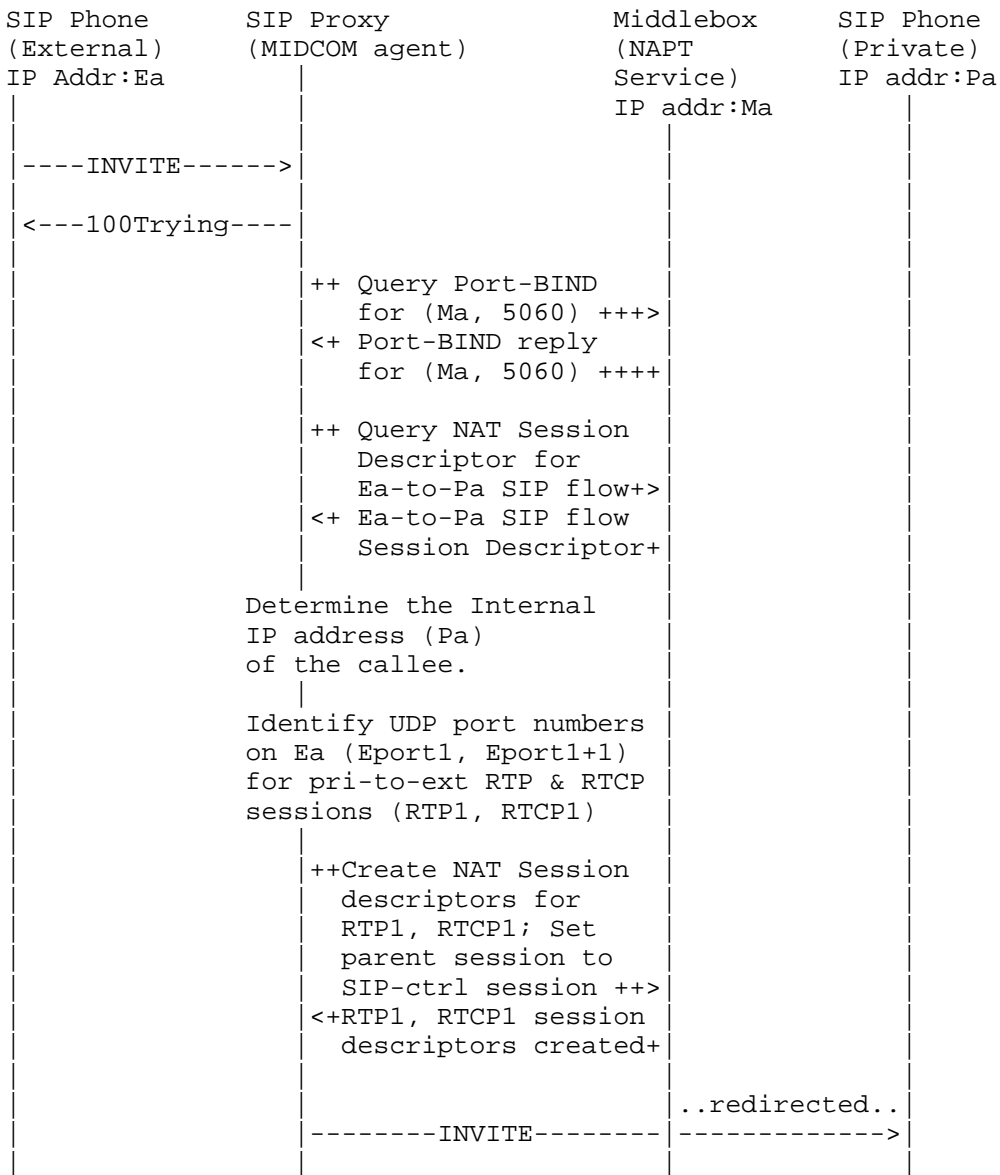 SIP Phone SIP Proxy Middlebox SIP Phone
(External) (MIDCOM agent) (NAPT (Private)
IP Addr:Ea Service) IP addr:Pa
IP addr:Ma
----INVITE------>
<---100Trying----
++ Query Port-BIND
for (Ma, 5060) +++>
<+ Port-BIND reply
for (Ma, 5060) ++++
++ Query NAT Session
Descriptor for
Ea-to-Pa SIP flow+>
<+ Ea-to-Pa SIP flow
Session Descriptor+
Determine the Internal
IP address (Pa)
of the callee.
Identify UDP port numbers
on Ea (Eport1, Eport1+1)
for pri-to-ext RTP & RTCP
sessions (RTP1, RTCP1)
++Create NAT Session
descriptors for
RTP1, RTCP1; Set
parent session to
SIP-ctrl session ++>
<+RTP1, RTCP1 session
descriptors created+
..redirected..
--------INVITE--------|------------->